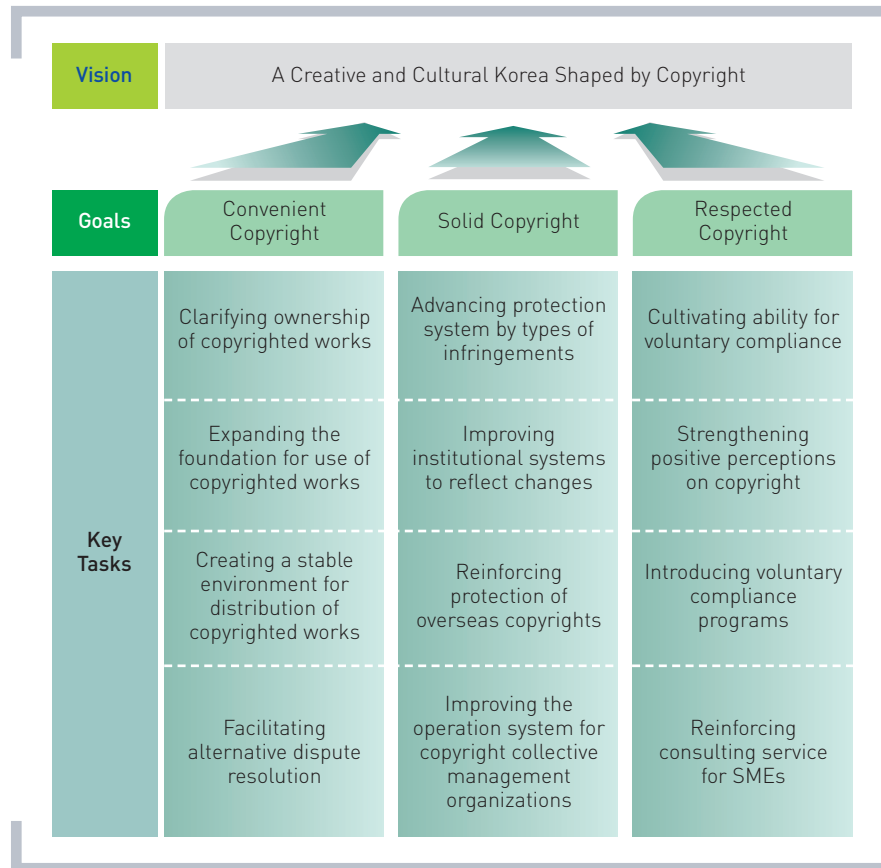 Vision
A Creative and Cultural Korea Shaped by Copyright
Goals
Convenient
Copyright
Solid Copyright
Respected
Copyright
Key
Tasks
Clarifying ownership
of copyrighted works
Advancing protection
system by types of
infringements
Cultivating ability for
voluntary compliance
Expanding the
foundation for use of
copyrighted works
Improving
institutional systems
to reflect changes
Strengthening
positive perceptions
on copyright
Creating a stable
environment for
distribution of
copyrighted works
Reinforcing
protection of
overseas copyrights
Introducing voluntary
compliance
programs
Facilitating
alternative dispute
resolution
Improving the
operation system for
copyright collective
management
organizations
Reinforcing
consulting service
for SMEs